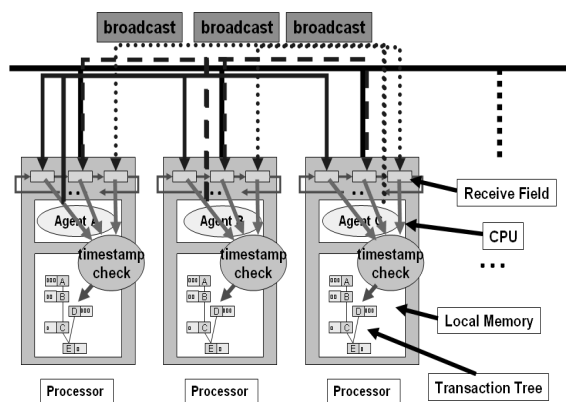 broadcast broadcast broadcast
... ... ...
Receive Field
Agent A Agent B Agent C
CPU
timestamp check timestamp check timestamp check
...
A A A
B B B
D D D
Local Memory
C C C
E E E
Transaction Tree
Processor Processor Processor